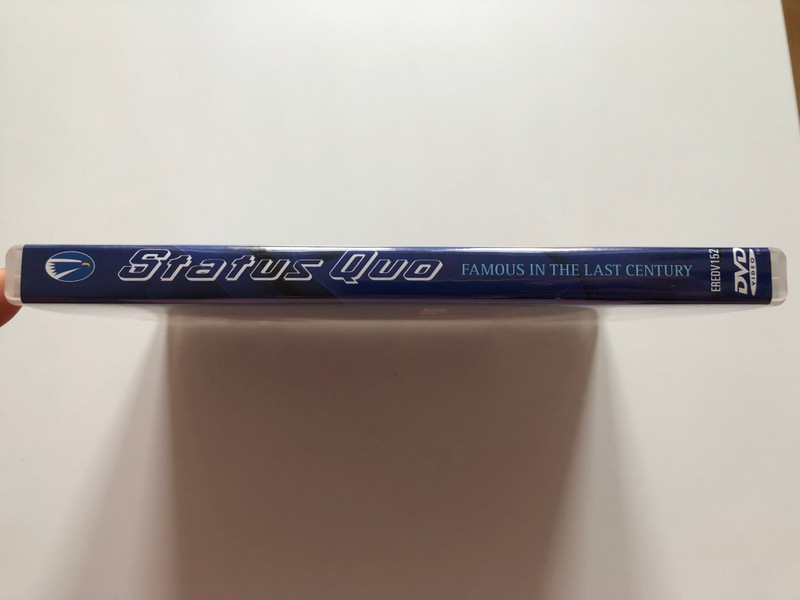 Status Quo FAMOUS IN THE LAST CENTURY
EREDV152
DVD
VIDEO